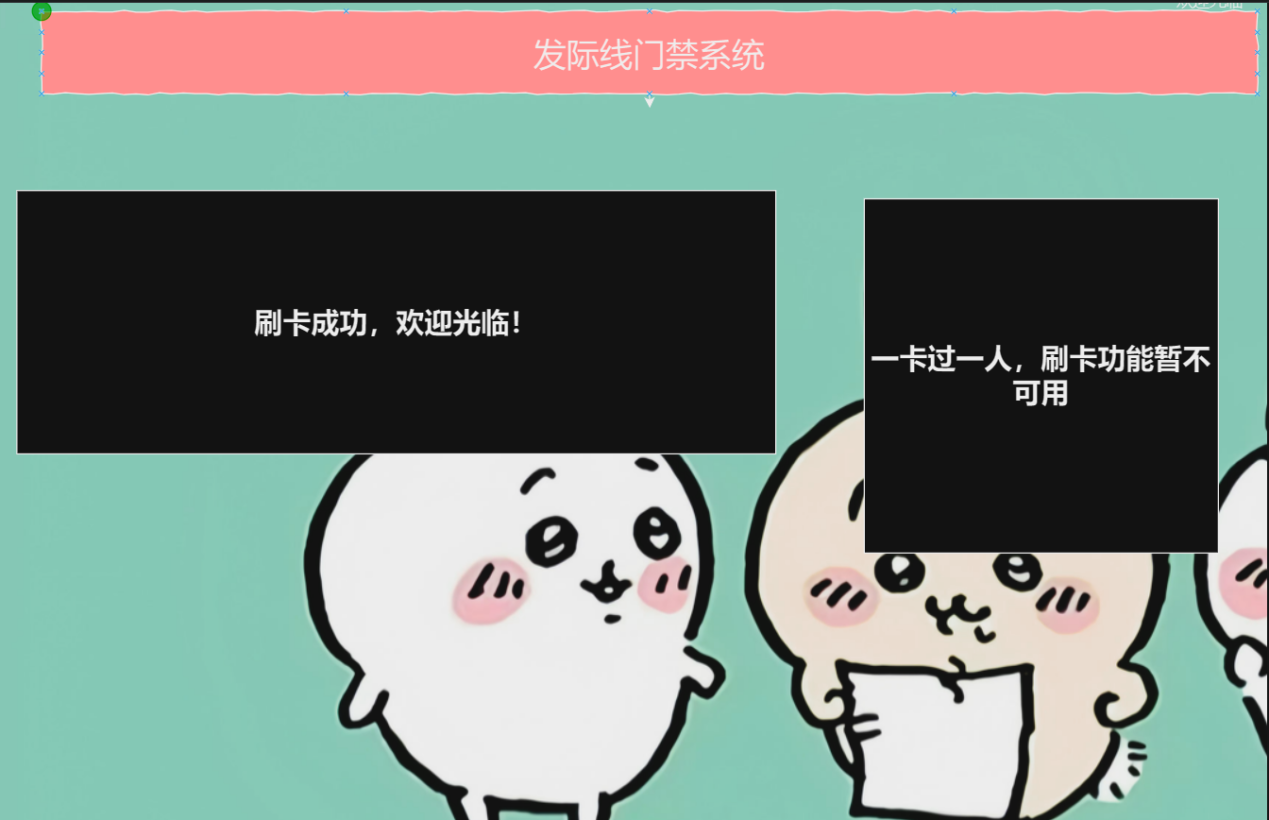 发际线门禁系统
刷卡成功，欢迎光临！
一卡过一人，刷卡功能暂不
可用